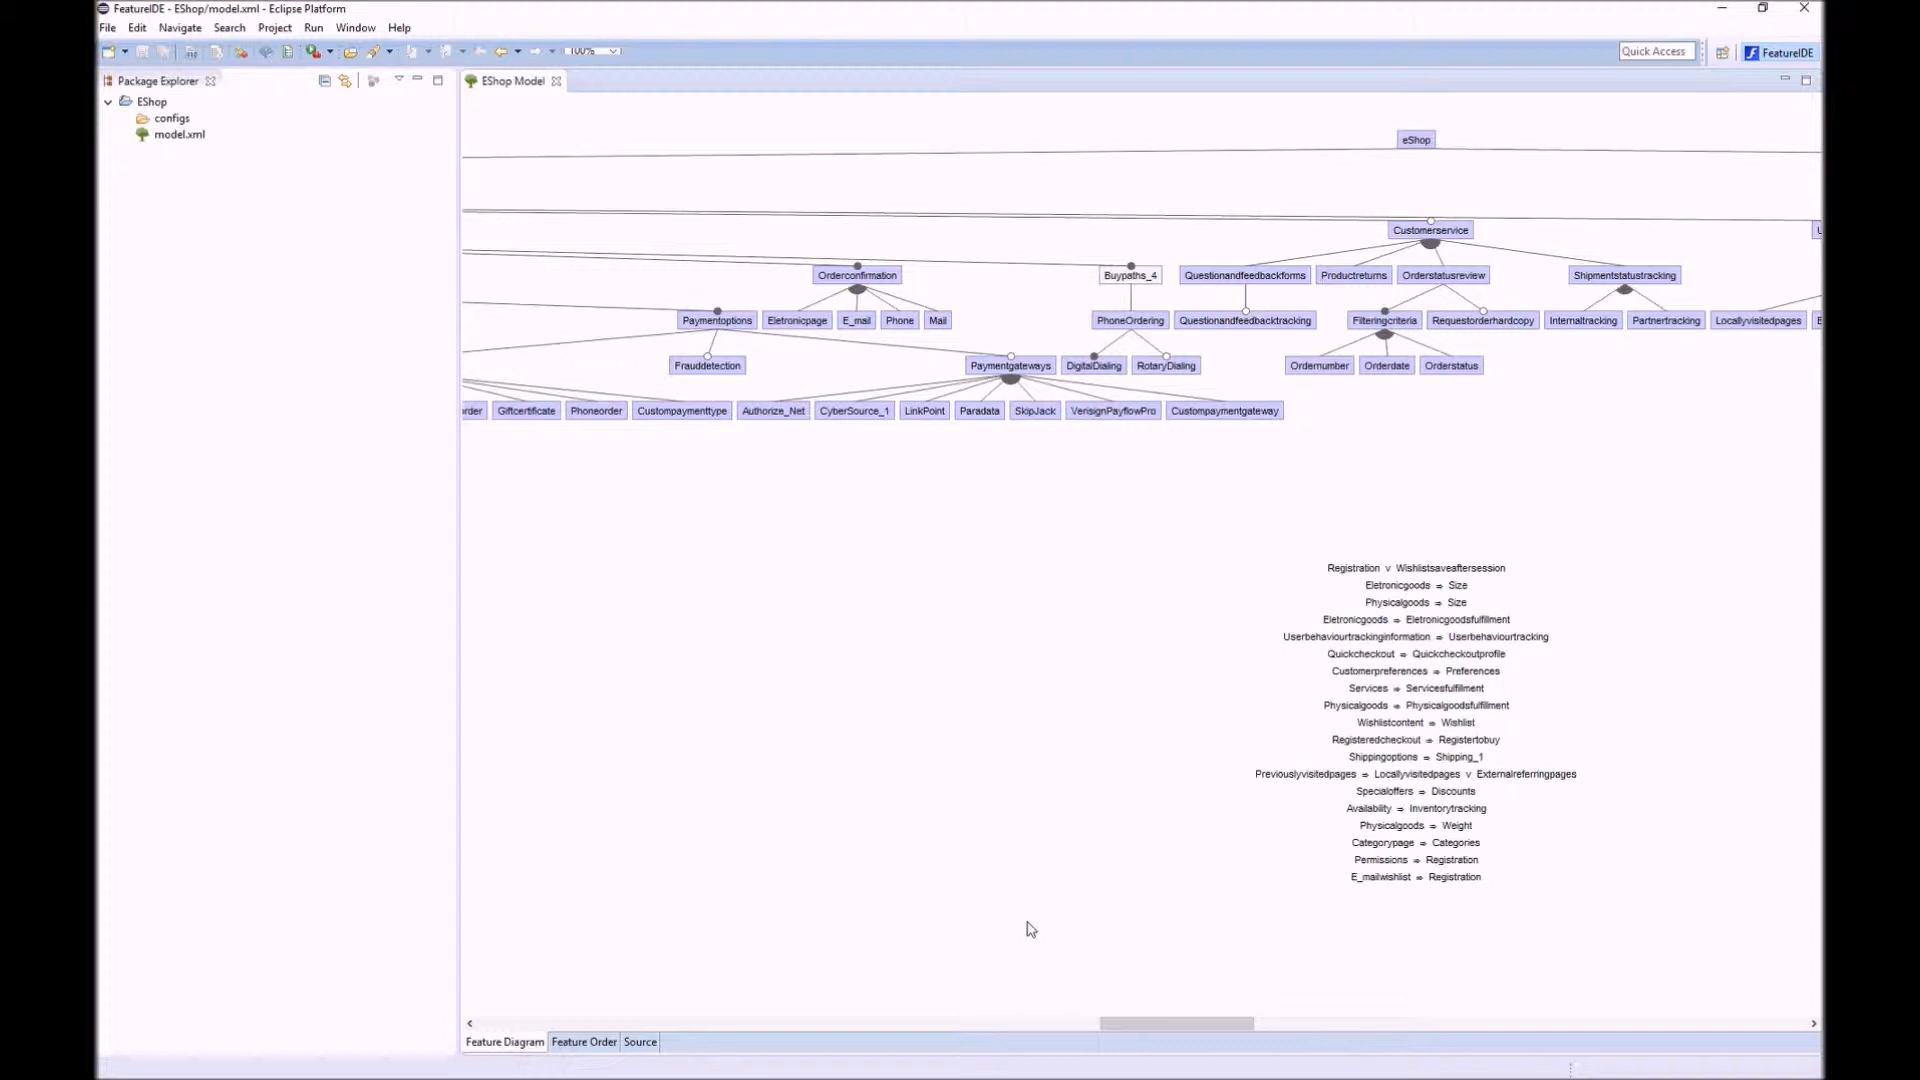 FeatureIDE - EShop/model.xml - Eclipse Platform
File Edit Navigate Search Project Run Window Help
100%
Quick Access
FeatureIDE
Package Explorer
EShop Model
EShop
configs
model.xml
eShop
Customerservice
Orderconfirmation
Buypaths_4
Questionandfeedbackforms
Productreturns
Orderstatusreview
Shipmentstatustracking
Paymentoptions
Eletronicpage
E_mail
Phone
Mail
PhoneOrdering
Questionandfeedbacktracking
Filteringcriteria
Requestorderhardcopy
Internaltracking
Partnertracking
Locallyvisitedpages
Frauddetection
Paymentgateways
DigitalDialing
RotaryDialing
Ordernumber
Orderdate
Orderstatus
Giftcertificate
Phoneorder
Custompaymenttype
Authorize_Net
CyberSource_1
LinkPoint
Paradata
SkipJack
VerisignPayflowPro
Custompaymentgateway
Registration ∨ Wishlistsaveaftersession
Eletronicgoods ⇒ Size
Physicalgoods ⇒ Size
Eletronicgoods ⇒ Eletronicgoodsfulfillment
Userbehaviourtrackinginformation ⇒ Userbehaviourtracking
Quickcheckout ⇒ Quickcheckoutprofile
Customerpreferences ⇒ Preferences
Services ⇒ Servicesfulfillment
Physicalgoods ⇒ Physicalgoodsfulfillment
Wishlistcontent ⇒ Wishlist
Registeredcheckout ⇒ Registertobuy
Shippingoptions ⇒ Shipping_1
Previouslyvisitedpages ⇒ Locallyvisitedpages ∨ Externalreferringpages
Specialoffers ⇒ Discounts
Availability ⇒ Inventorytracking
Physicalgoods ⇒ Weight
Categorypage ⇒ Categories
Permissions ⇒ Registration
E_mailwishlist ⇒ Registration
Feature Diagram Feature Order Source